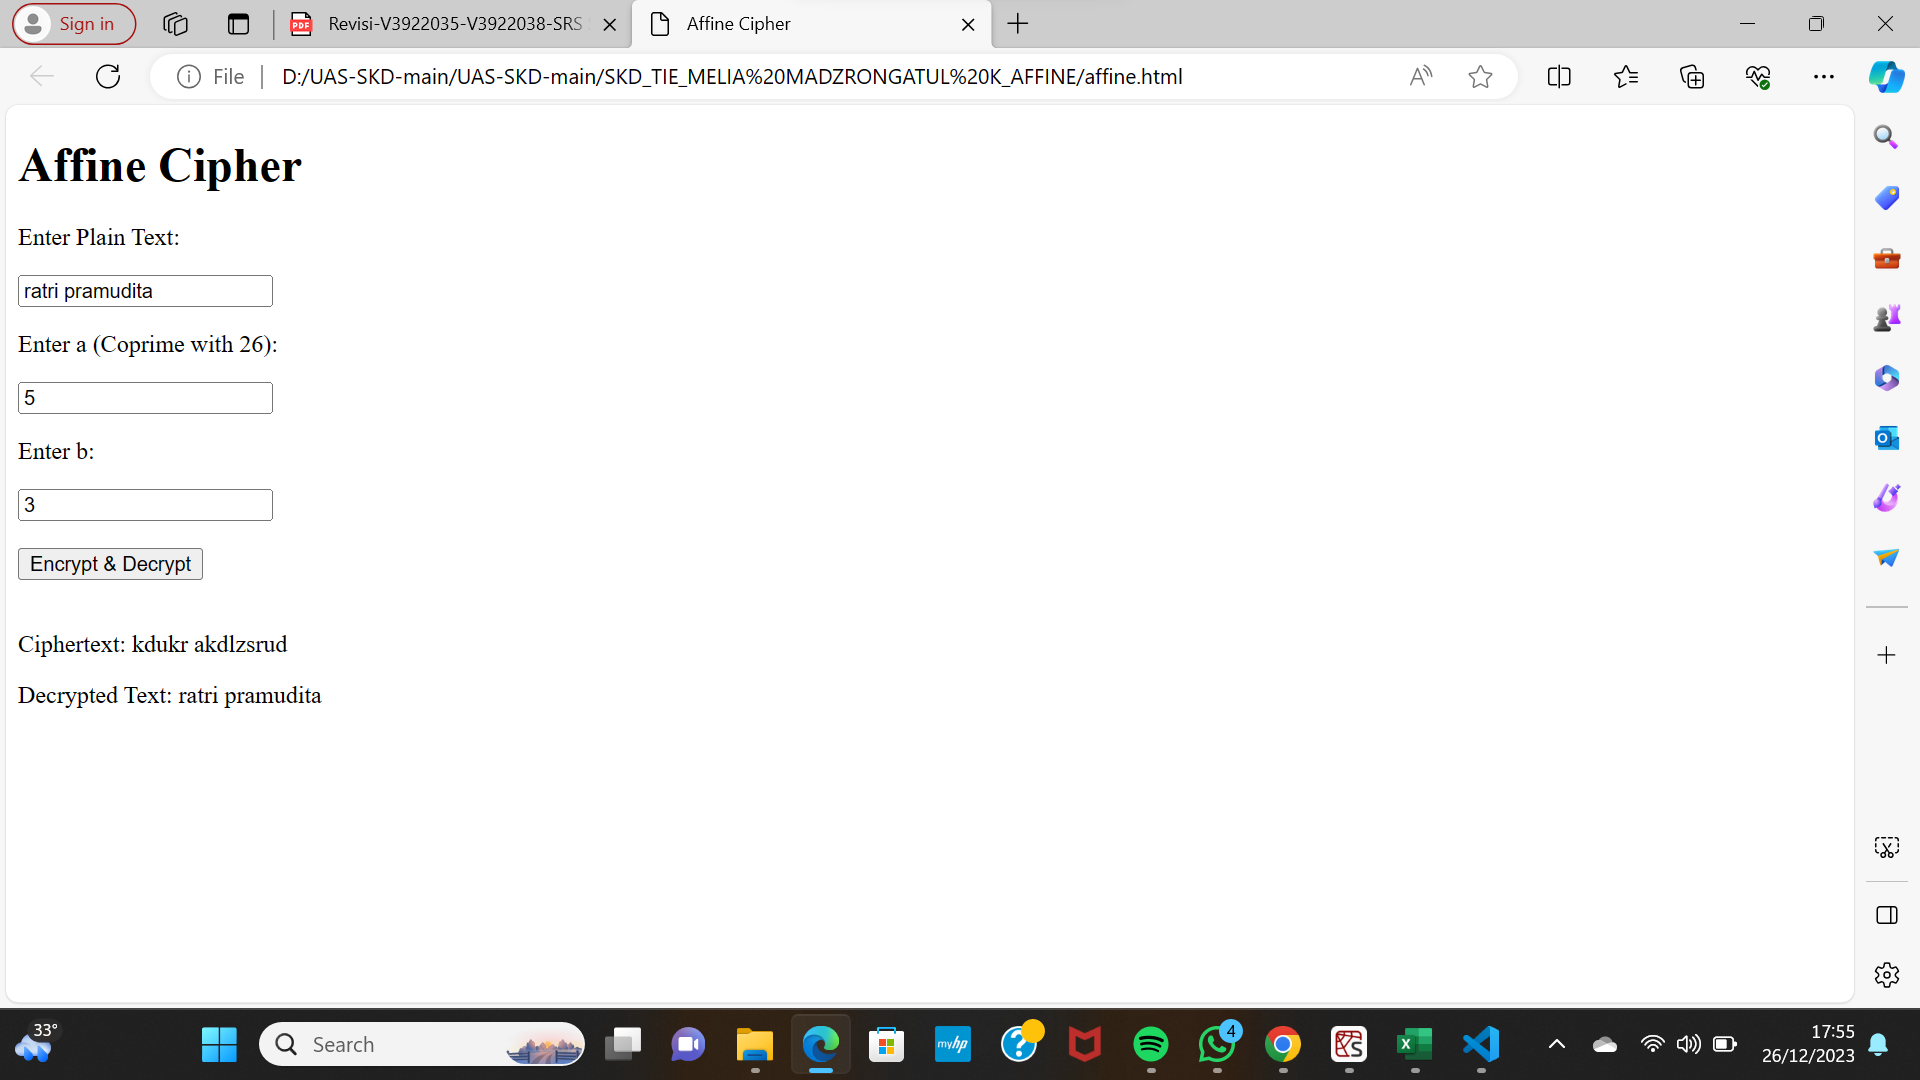 Sign in
Revisi-V3922035-V3922038-SRS
Affine Cipher
File
D:/UAS-SKD-main/UAS-SKD-main/SKD_TIE_MELIA%20MADZRONGATUL%20K_AFFINE/affine.html
Affine Cipher
Enter Plain Text:
ratri pramudita
Enter a (Coprime with 26):
5
Enter b:
3
Encrypt & Decrypt
Ciphertext: kdukr akdlzsrud
Decrypted Text: ratri pramudita
33°
Search
myhp
4
17:55
26/12/2023